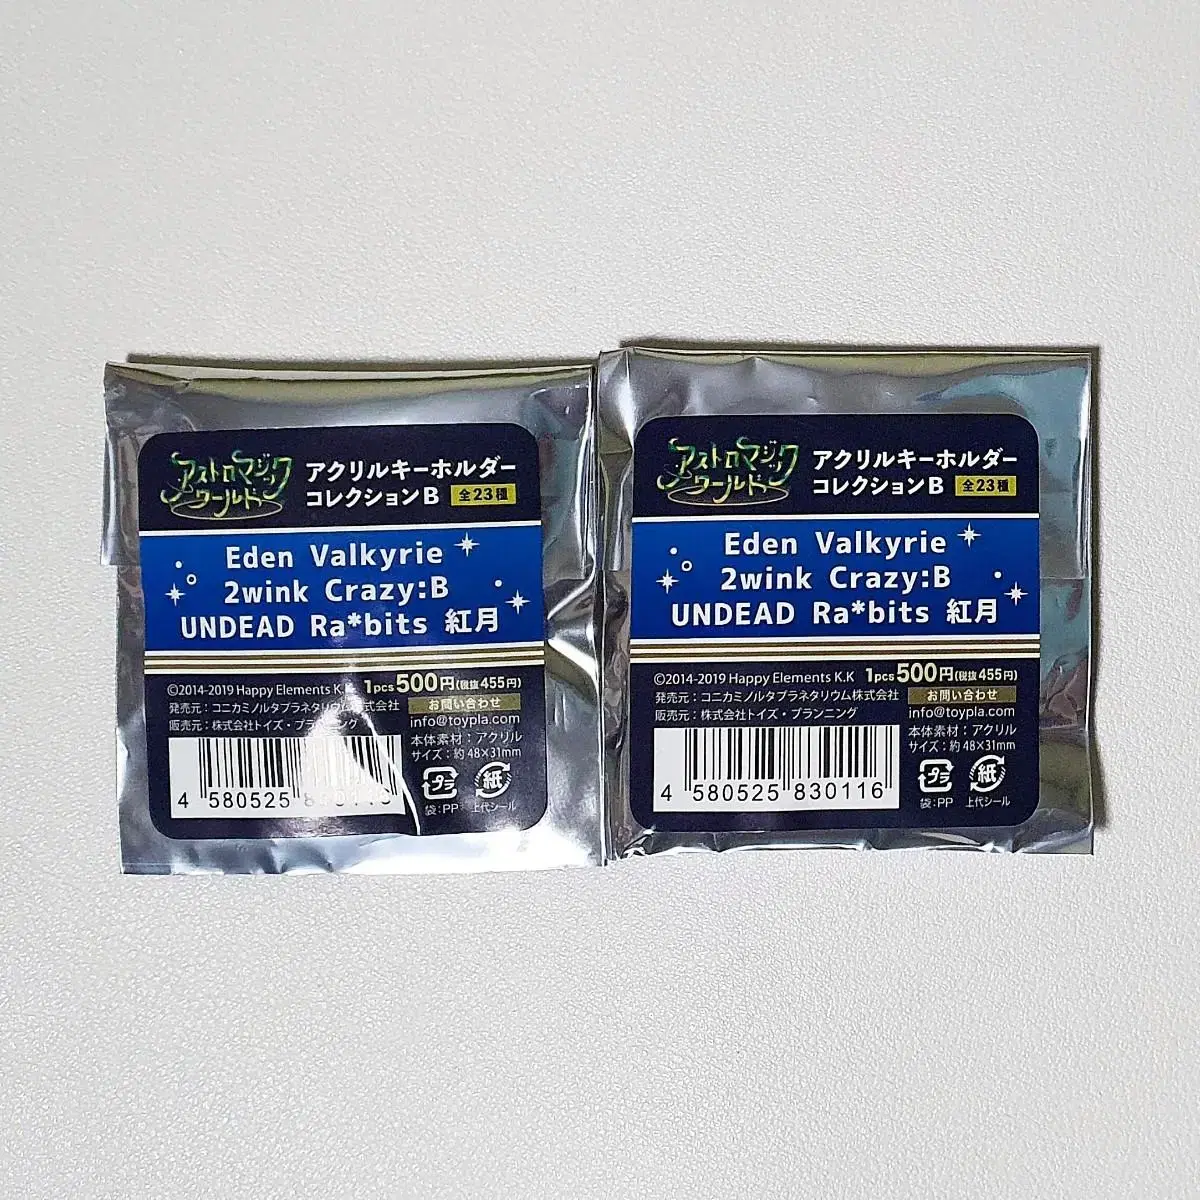 アストロマジック
ワールド
アクリルキーホルダー
コレクションB 全23種
Eden Valkyrie
2wink Crazy:B
UNDEAD Ra*bits 紅月
©2014-2019 Happy Elements K.K 1pcs 500円(税抜455円)
発売元：コニカミノルタプラネタリウム株式会社
お問い合わせ
販売元：株式会社トイズ・プランニング
info@toypla.com
本体素材：アクリル
サイズ：約48×31mm
プラ 紙
袋：PP 上代シール
4 580525
アストロマジック
ワールド
アクリルキーホルダー
コレクションB 全23種
Eden Valkyrie
2wink Crazy:B
UNDEAD Ra*bits 紅月
©2014-2019 Happy Elements K.K 1pcs 500円(税抜455円)
発売元：コニカミノルタプラネタリウム株式会社
お問い合わせ
販売元：株式会社トイズ・プランニング
info@toypla.com
本体素材：アクリル
サイズ：約48×31mm
プラ 紙
袋：PP 上代シール
4 580525 830116